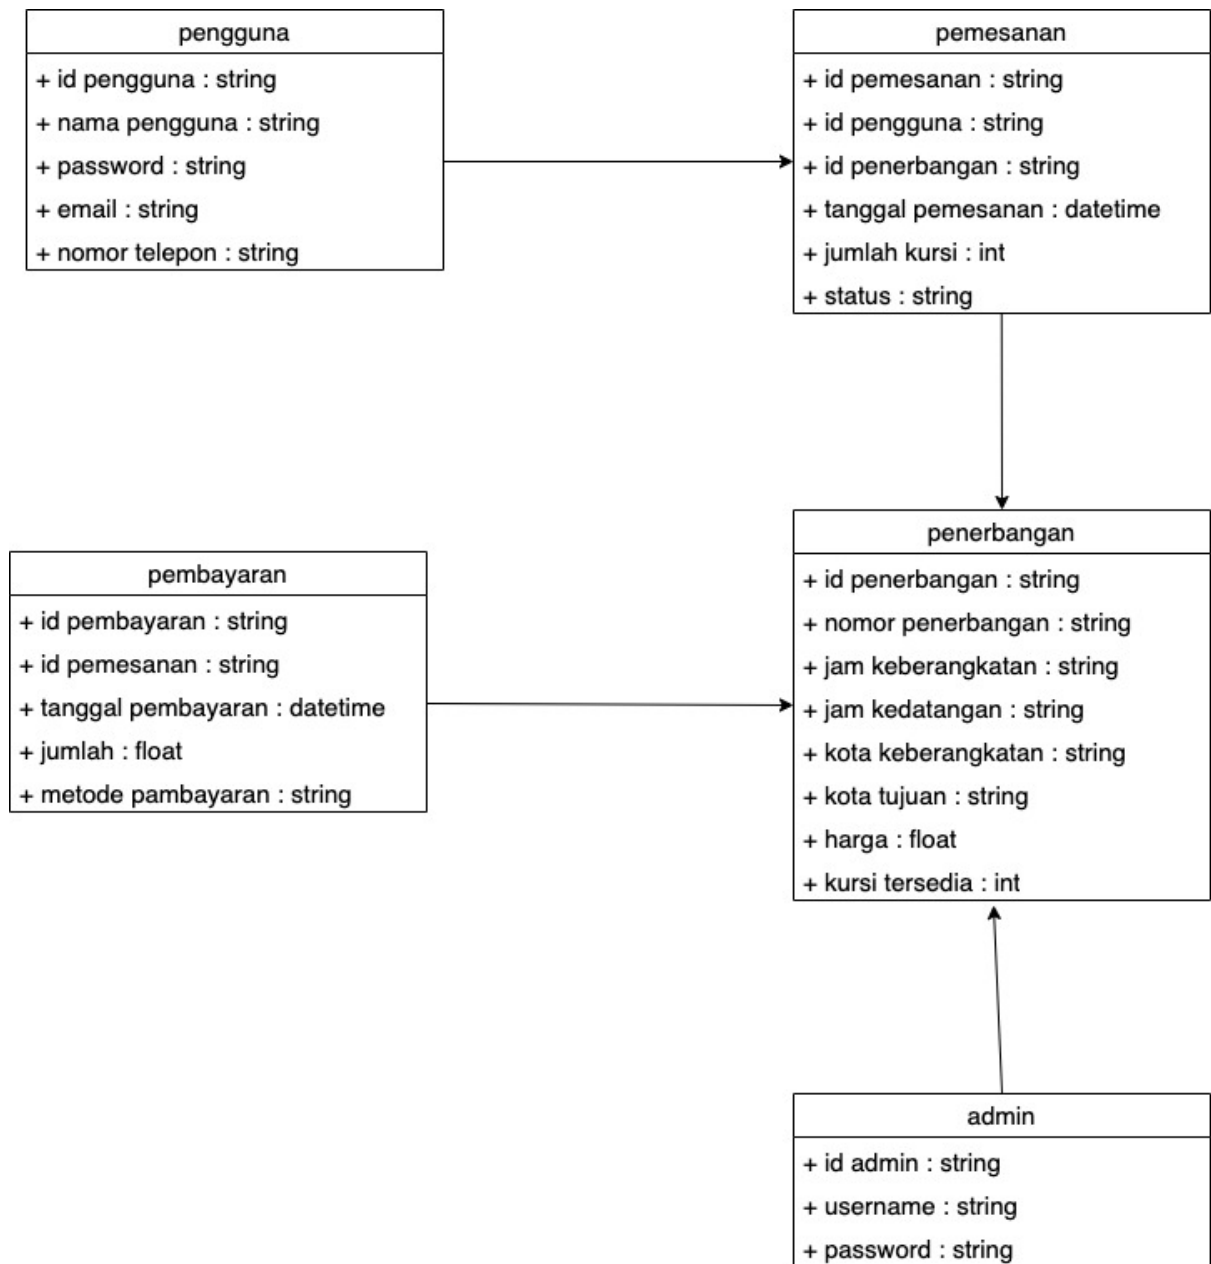 pengguna
+ id pengguna : string
+ nama pengguna : string
+ password : string
+ email : string
+ nomor telepon : string
pemesanan
+ id pemesanan : string
+ id pengguna : string
+ id penerbangan : string
+ tanggal pemesanan : datetime
+ jumlah kursi : int
+ status : string
pembayaran
+ id pembayaran : string
+ id pemesanan : string
+ tanggal pembayaran : datetime
+ jumlah : float
+ metode pambayaran : string
penerbangan
+ id penerbangan : string
+ nomor penerbangan : string
+ jam keberangkatan : string
+ jam kedatangan : string
+ kota keberangkatan : string
+ kota tujuan : string
+ harga : float
+ kursi tersedia : int
admin
+ id admin : string
+ username : string
+ password : string